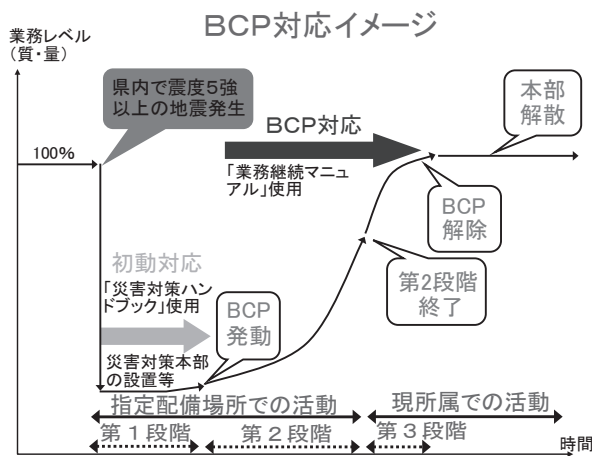 BCP対応イメージ
業務レベル
(質・量)
県内で震度5強
以上の地震発生
本部
解散
BCP対応
100%
「業務継続マニュ
アル」使用
BCP
解除
初動対応
「災害対策ハン
ドブック」使用
BCP
発動
第2段階
終了
災害対策本部
の設置等
指定配備場所での活動
現所属での活動
第1段階
第2段階
第3段階
時間